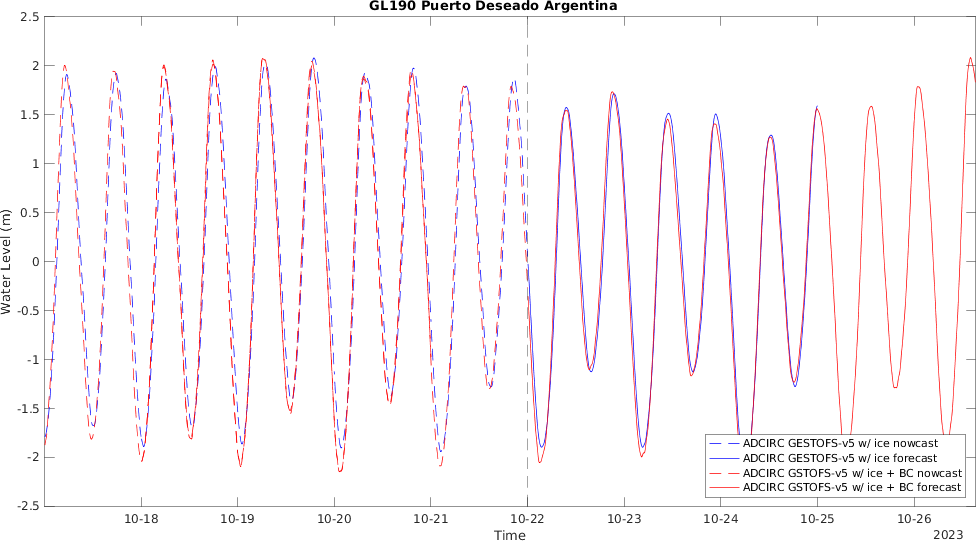 GL190 Puerto Deseado Argentina
2.5
2
1.5
1
0.5
0
-0.5
-1
-1.5
-2
-2.5
Water Level (m)
ADCIRC GESTOFS-v5 w/ ice nowcast
ADCIRC GESTOFS-v5 w/ ice forecast
ADCIRC GSTOFS-v5 w/ ice + BC nowcast
ADCIRC GSTOFS-v5 w/ ice + BC forecast
10-18 10-19 10-20 10-21 10-22 10-23 10-24 10-25 10-26
Time
2023